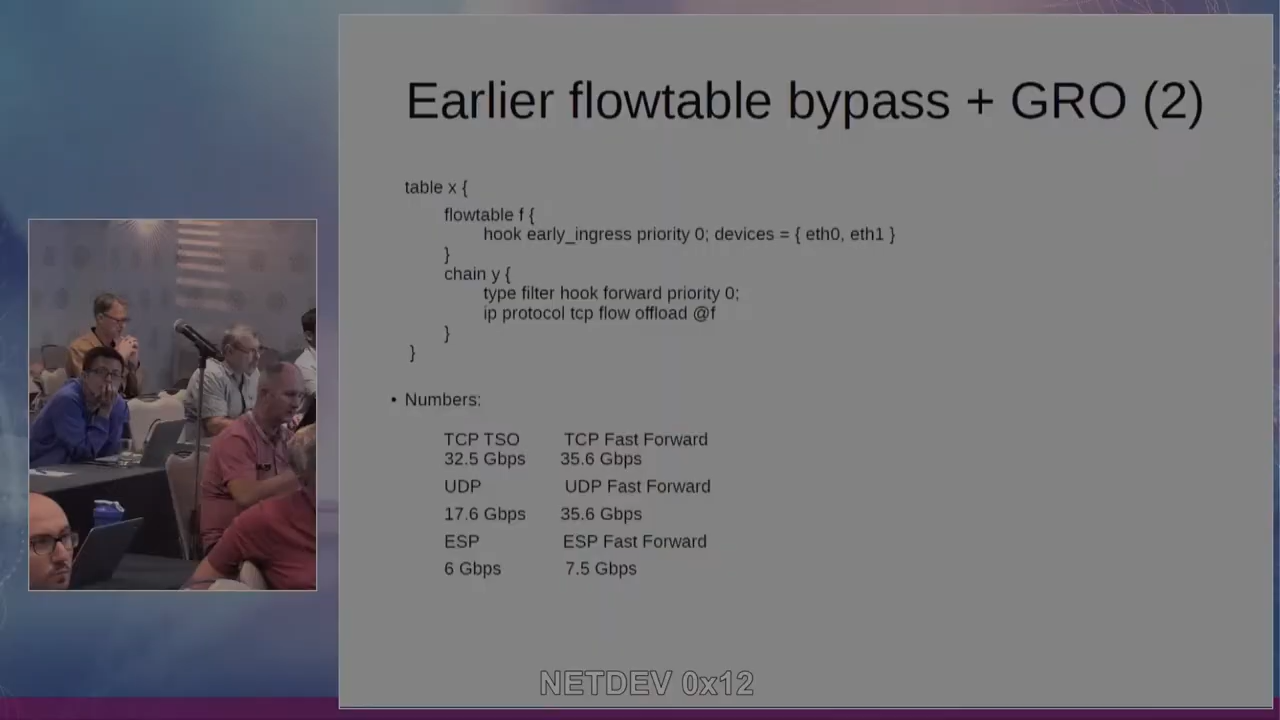 Earlier flowtable bypass + GRO (2)
table x {
flowtable f {
hook early_ingress priority 0; devices = { eth0, eth1 }
}
chain y {
type filter hook forward priority 0;
ip protocol tcp flow offload @f
}
}
• Numbers:
TCP TSO TCP Fast Forward
32.5 Gbps 35.6 Gbps
UDP UDP Fast Forward
17.6 Gbps 35.6 Gbps
ESP ESP Fast Forward
6 Gbps 7.5 Gbps
NETDEV 0x12